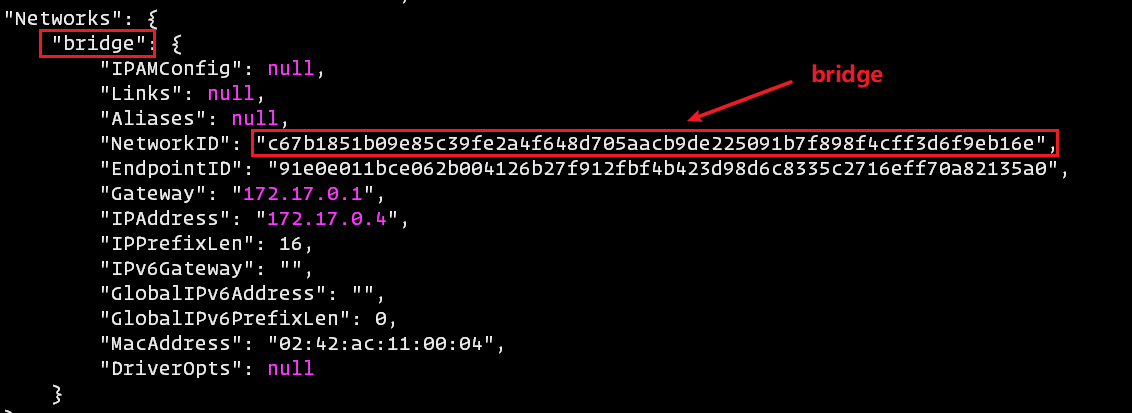 "Networks": {
"bridge": {
"IPAMConfig": null,
bridge
"Links": null,
"Aliases": null,
"NetworkID": "c67b1851b09e85c39fe2a4f648d705aacb9de225091b7f898f4cff3d6f9eb16e",
"EndpointID": "91e0e011bce062b004126b27f912fbf4b423d98d6c8335c2716eff70a82135a0",
"Gateway": "172.17.0.1",
"IPAddress": "172.17.0.4",
"IPPrefixLen": 16,
"IPv6Gateway": "",
"GlobalIPv6Address": "",
"GlobalIPv6PrefixLen": 0,
"MacAddress": "02:42:ac:11:00:04",
"DriverOpts": null
}